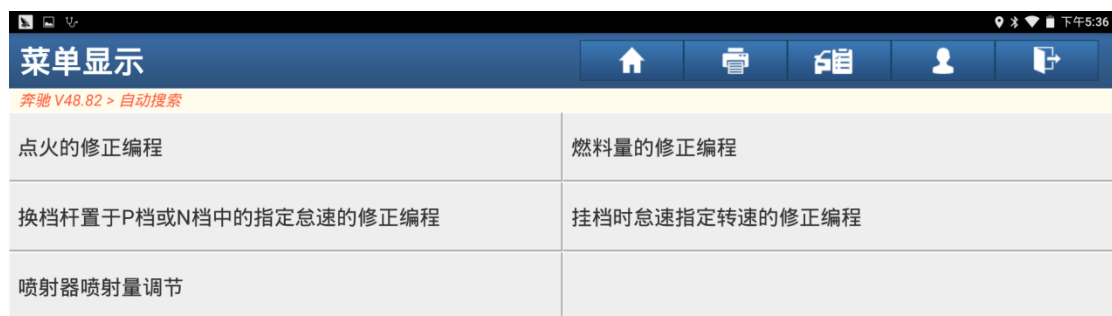 下午5:36
菜单显示
奔驰 V48.82 > 自动搜索
点火的修正编程
燃料量的修正编程
换档杆置于P档或N档中的指定怠速的修正编程
挂档时怠速指定转速的修正编程
喷射器喷射量调节